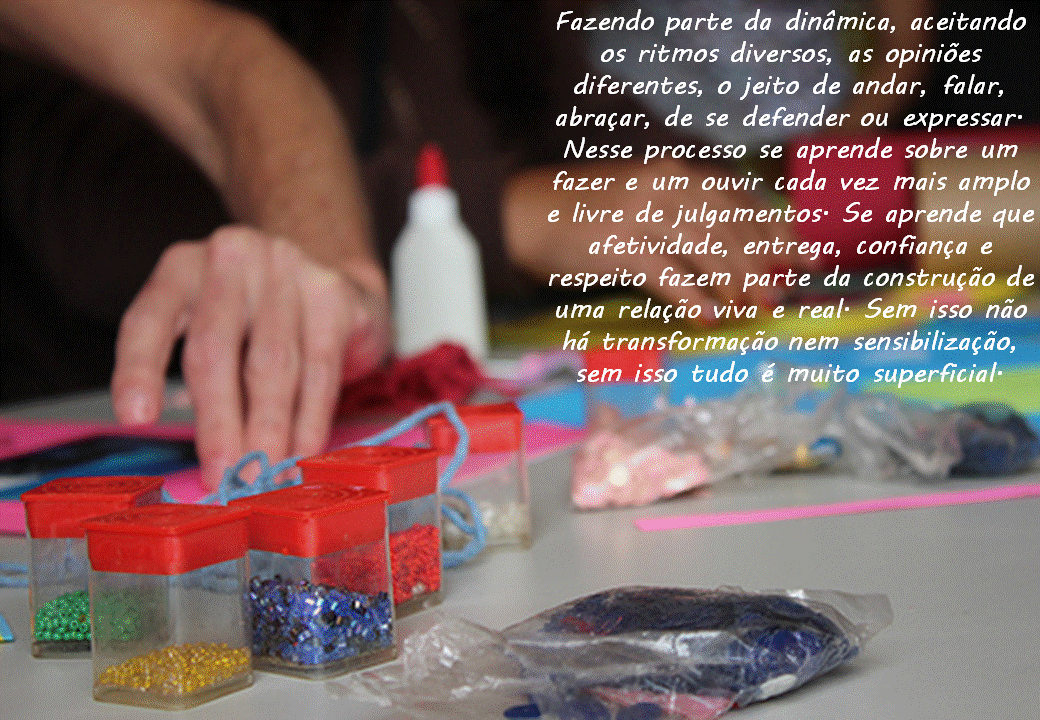 Fazendo parte da dinâmica, aceitando
os ritmos diversos, as opiniões
diferentes, o jeito de andar, falar,
abraçar, de se defender ou expressar.
Nesse processo se aprende sobre um
fazer e um ouvir cada vez mais amplo
e livre de julgamentos. Se aprende que
afetividade, entrega, confiança e
respeito fazem parte da construção de
uma relação viva e real. Sem isso não
há transformação nem sensibilização,
sem isso tudo é muito superficial.